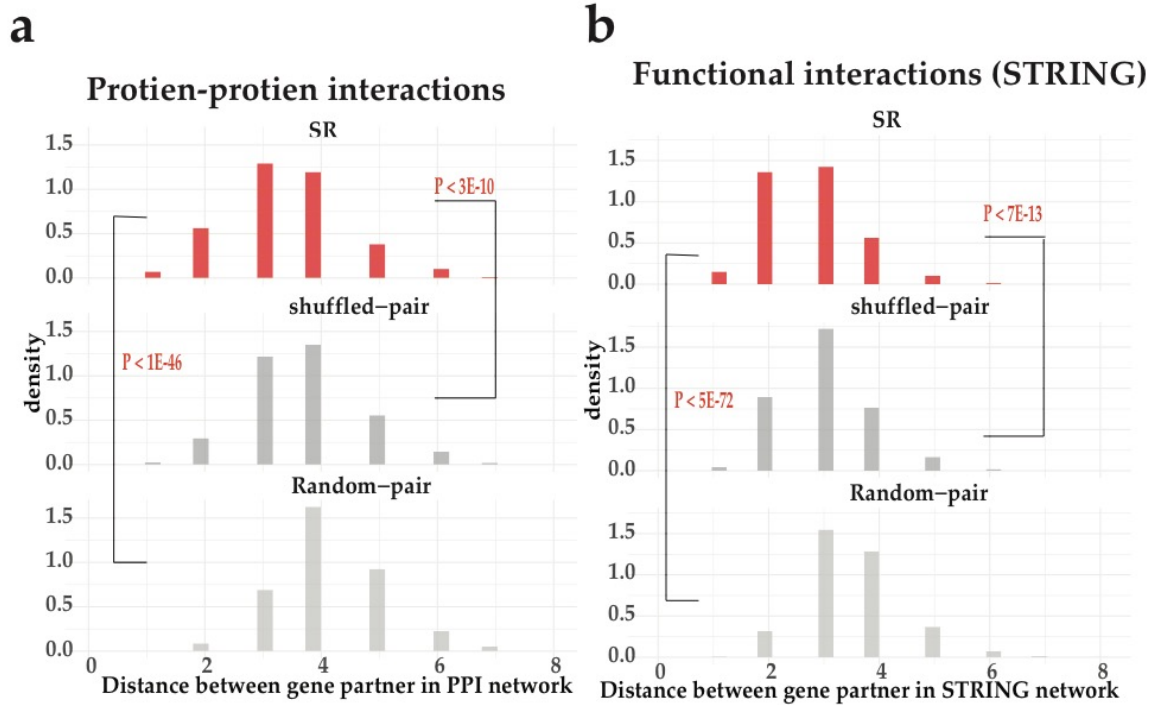 a
Protien-protien interactions
SR
1.5
1.0
0.5
0.0
P < 3E-10
shuffled−pair
1.5
1.0
0.5
0.0
P < 1E-46
density
Random−pair
1.5
1.0
0.5
0.0
0 2 4 6 8
Distance between gene partner in PPI network
b
Functional interactions (STRING)
SR
1.5
1.0
0.5
0.0
P < 7E-13
shuffled−pair
1.5
1.0
0.5
0.0
P < 5E-72
density
Random−pair
1.5
1.0
0.5
0.0
0 2 4 6 8
Distance between gene partner in STRING network